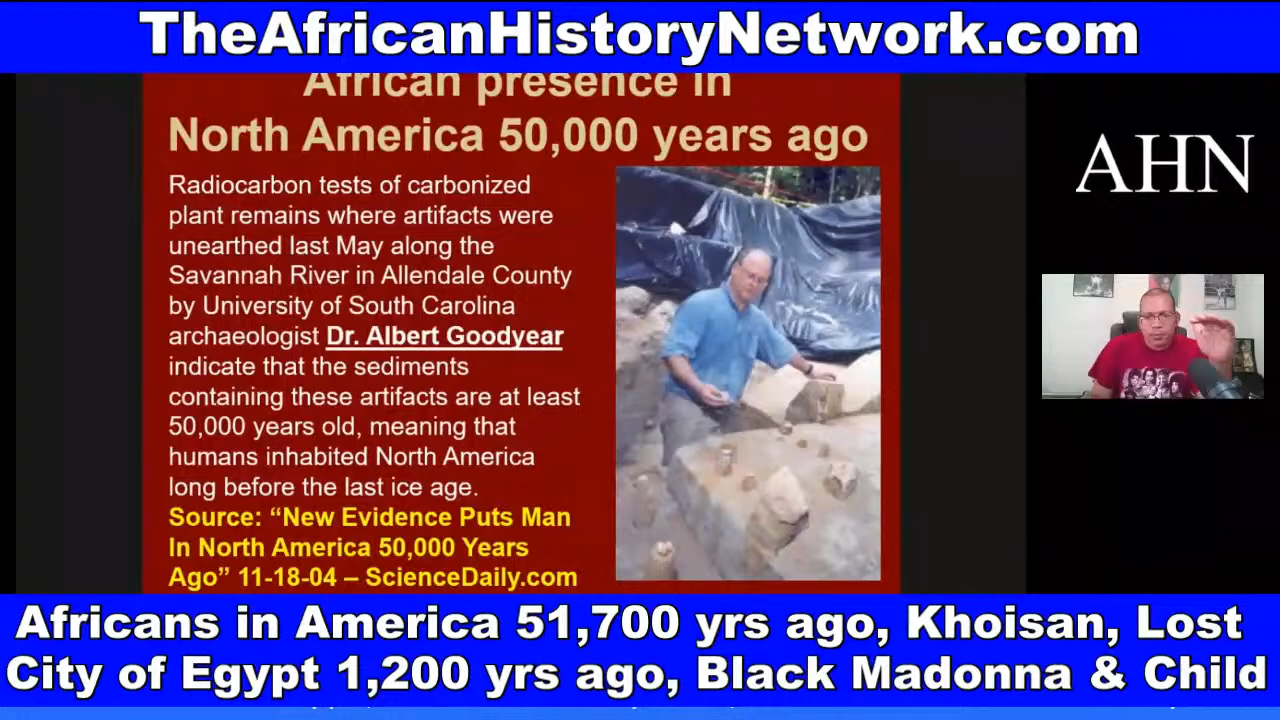 TheAfricanHistoryNetwork.com
African presence in
North America 50,000 years ago
Radiocarbon tests of carbonized
plant remains where artifacts were
unearthed last May along the
Savannah River in Allendale County
by University of South Carolina
archaeologist Dr. Albert Goodyear
indicate that the sediments
containing these artifacts are at least
50,000 years old, meaning that
humans inhabited North America
long before the last ice age.
Source: “New Evidence Puts Man
In North America 50,000 Years
Ago” 11-18-04 – ScienceDaily.com
AHN
Africans in America 51,700 yrs ago, Khoisan, Lost
City of Egypt 1,200 yrs ago, Black Madonna & Child